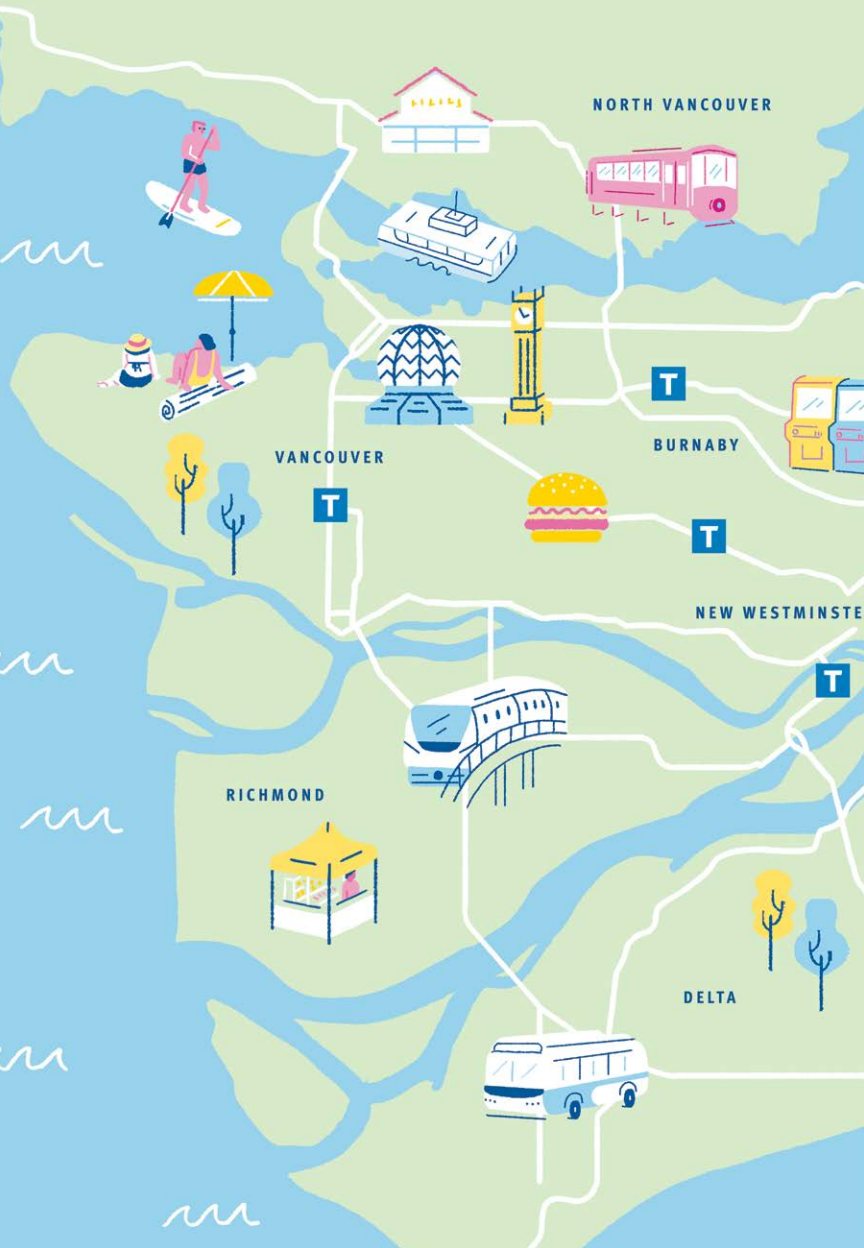 NORTH VANCOUVER
T
BURNABY
VANCOUVER
T
T
NEW WESTMINSTE
T
RICHMOND
DELTA